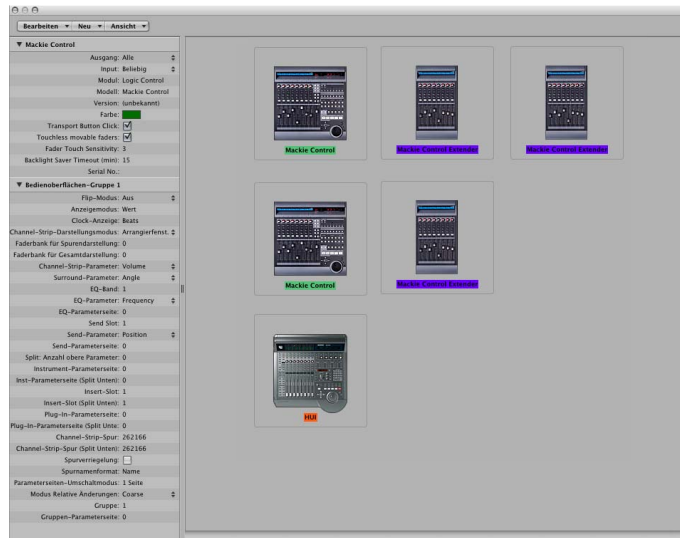 Bearbeiten Neu Ansicht
Mackie Control
Ausgang: Alle
Input: Beliebig
Modul: Logic Control
Modell: Mackie Control
Version: (unbekannt)
Farbe:
Transport Button Click:
Touchless movable faders:
Fader Touch Sensitivity: 3
Backlight Saver Timeout (min): 15
Serial No.:
Bedienoberflächen-Gruppe 1
Flip-Modus: Aus
Anzeigemodus: Wert
Clock-Anzeige: Beats
Channel-Strip-Darstellungsmodus: Arrangierfenst.
Faderbank für Spurendarstellung: 0
Faderbank für Gesamtdarstellung: 0
Channel-Strip-Parameter: Volume
Surround-Parameter: Angle
EQ-Band: 1
EQ-Parameter: Frequency
EQ-Parameterseite: 0
Send Slot: 1
Send-Parameter: Position
Send-Parameterseite: 0
Split: Anzahl obere Parameter: 0
Instrument-Parameterseite: 0
Inst-Parameterseite (Split Unten): 0
Insert-Slot: 1
Insert-Slot (Split Unten): 1
Plug-In-Parameterseite: 0
Plug-In-Parameterseite (Split Unte: 0
Channel-Strip-Spur: 262166
Channel-Strip-Spur (Split Unten): 262166
Spurverriegelung:
Spurnamenformat: Name
Parameterseiten-Umschaltmodus: 1 Seite
Modus Relative Änderungen: Coarse
Gruppe: 1
Gruppen-Parameterseite: 0
Mackie Control
Mackie Control Extender
Mackie Control Extender
Mackie Control
Mackie Control Extender
HUI